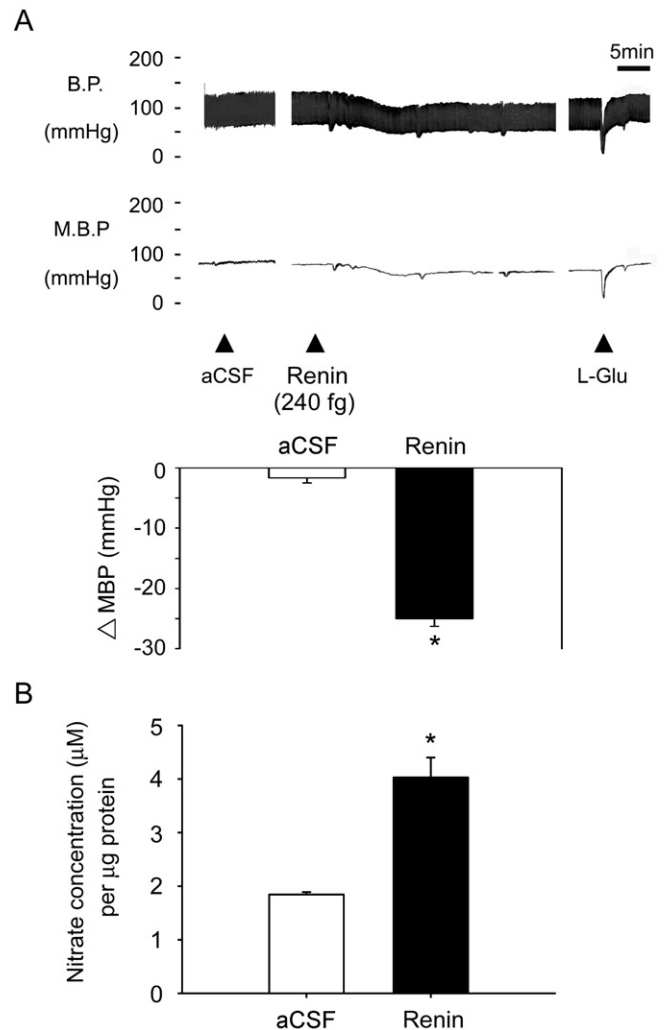 A
5min
200
B.P.
100
(mmHg)
0
200
M.B.P
100
(mmHg)
0
aCSF
Renin
(240 fg)
L-Glu
aCSF Renin
0
-10
-20
-30
△ MBP (mmHg)
*
B
Nitrate concentration (μM)
per μg protein
5
4
3
2
1
0
*
aCSF Renin